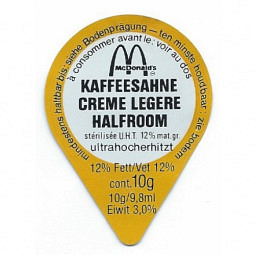 mindestens haltbar bis: siehe Bodenprägung – ten minste houdbaar: zie bodem
à consommer avant le: voir au dos
McDonald's
KAFFEESAHNE
CREME LEGERE
HALFROOM
stérilisée U.H.T. 12% mat.gr.
ultrahocherhitzt
12% Fett/Vet 12%
cont. 10g
10g/9,8ml
Eiwit 3,0%